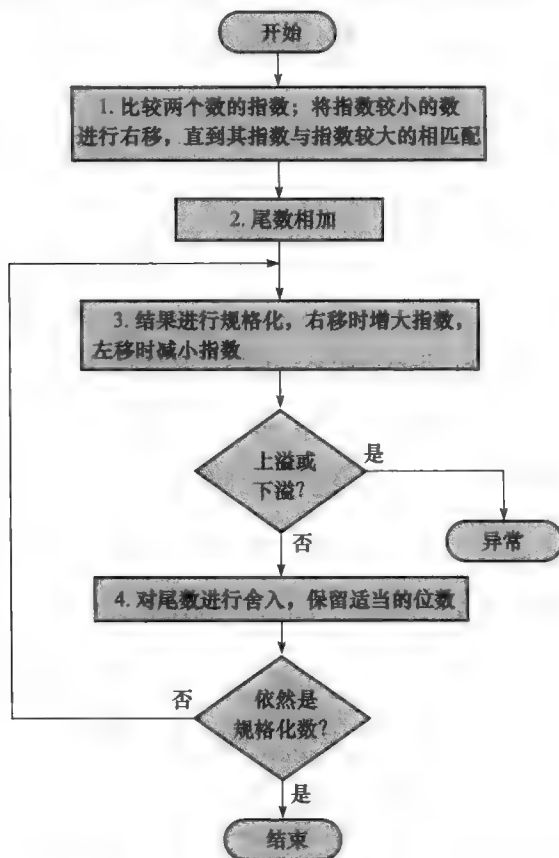 开始
1. 比较两个数的指数；将指数较小的数
进行右移，直到其指数与指数较大的相匹配
2. 尾数相加
3. 结果进行规格化，右移时增大指数，
左移时减小指数
上溢或
下溢？
是
异常
否
4. 对尾数进行舍入，保留适当的位数
否
依然是
规格化数？
是
结束